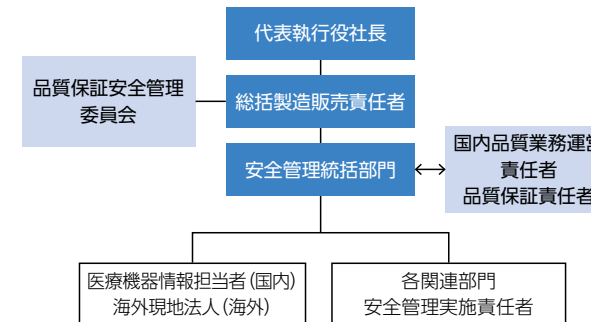 代表執行役社長
品質保証安全管理
委員会
総括製造販売責任者
安全管理統括部門
国内品質業務運営
責任者
品質保証責任者
医療機器情報担当者(国内)
海外現地法人(海外)
各関連部門
安全管理実施責任者